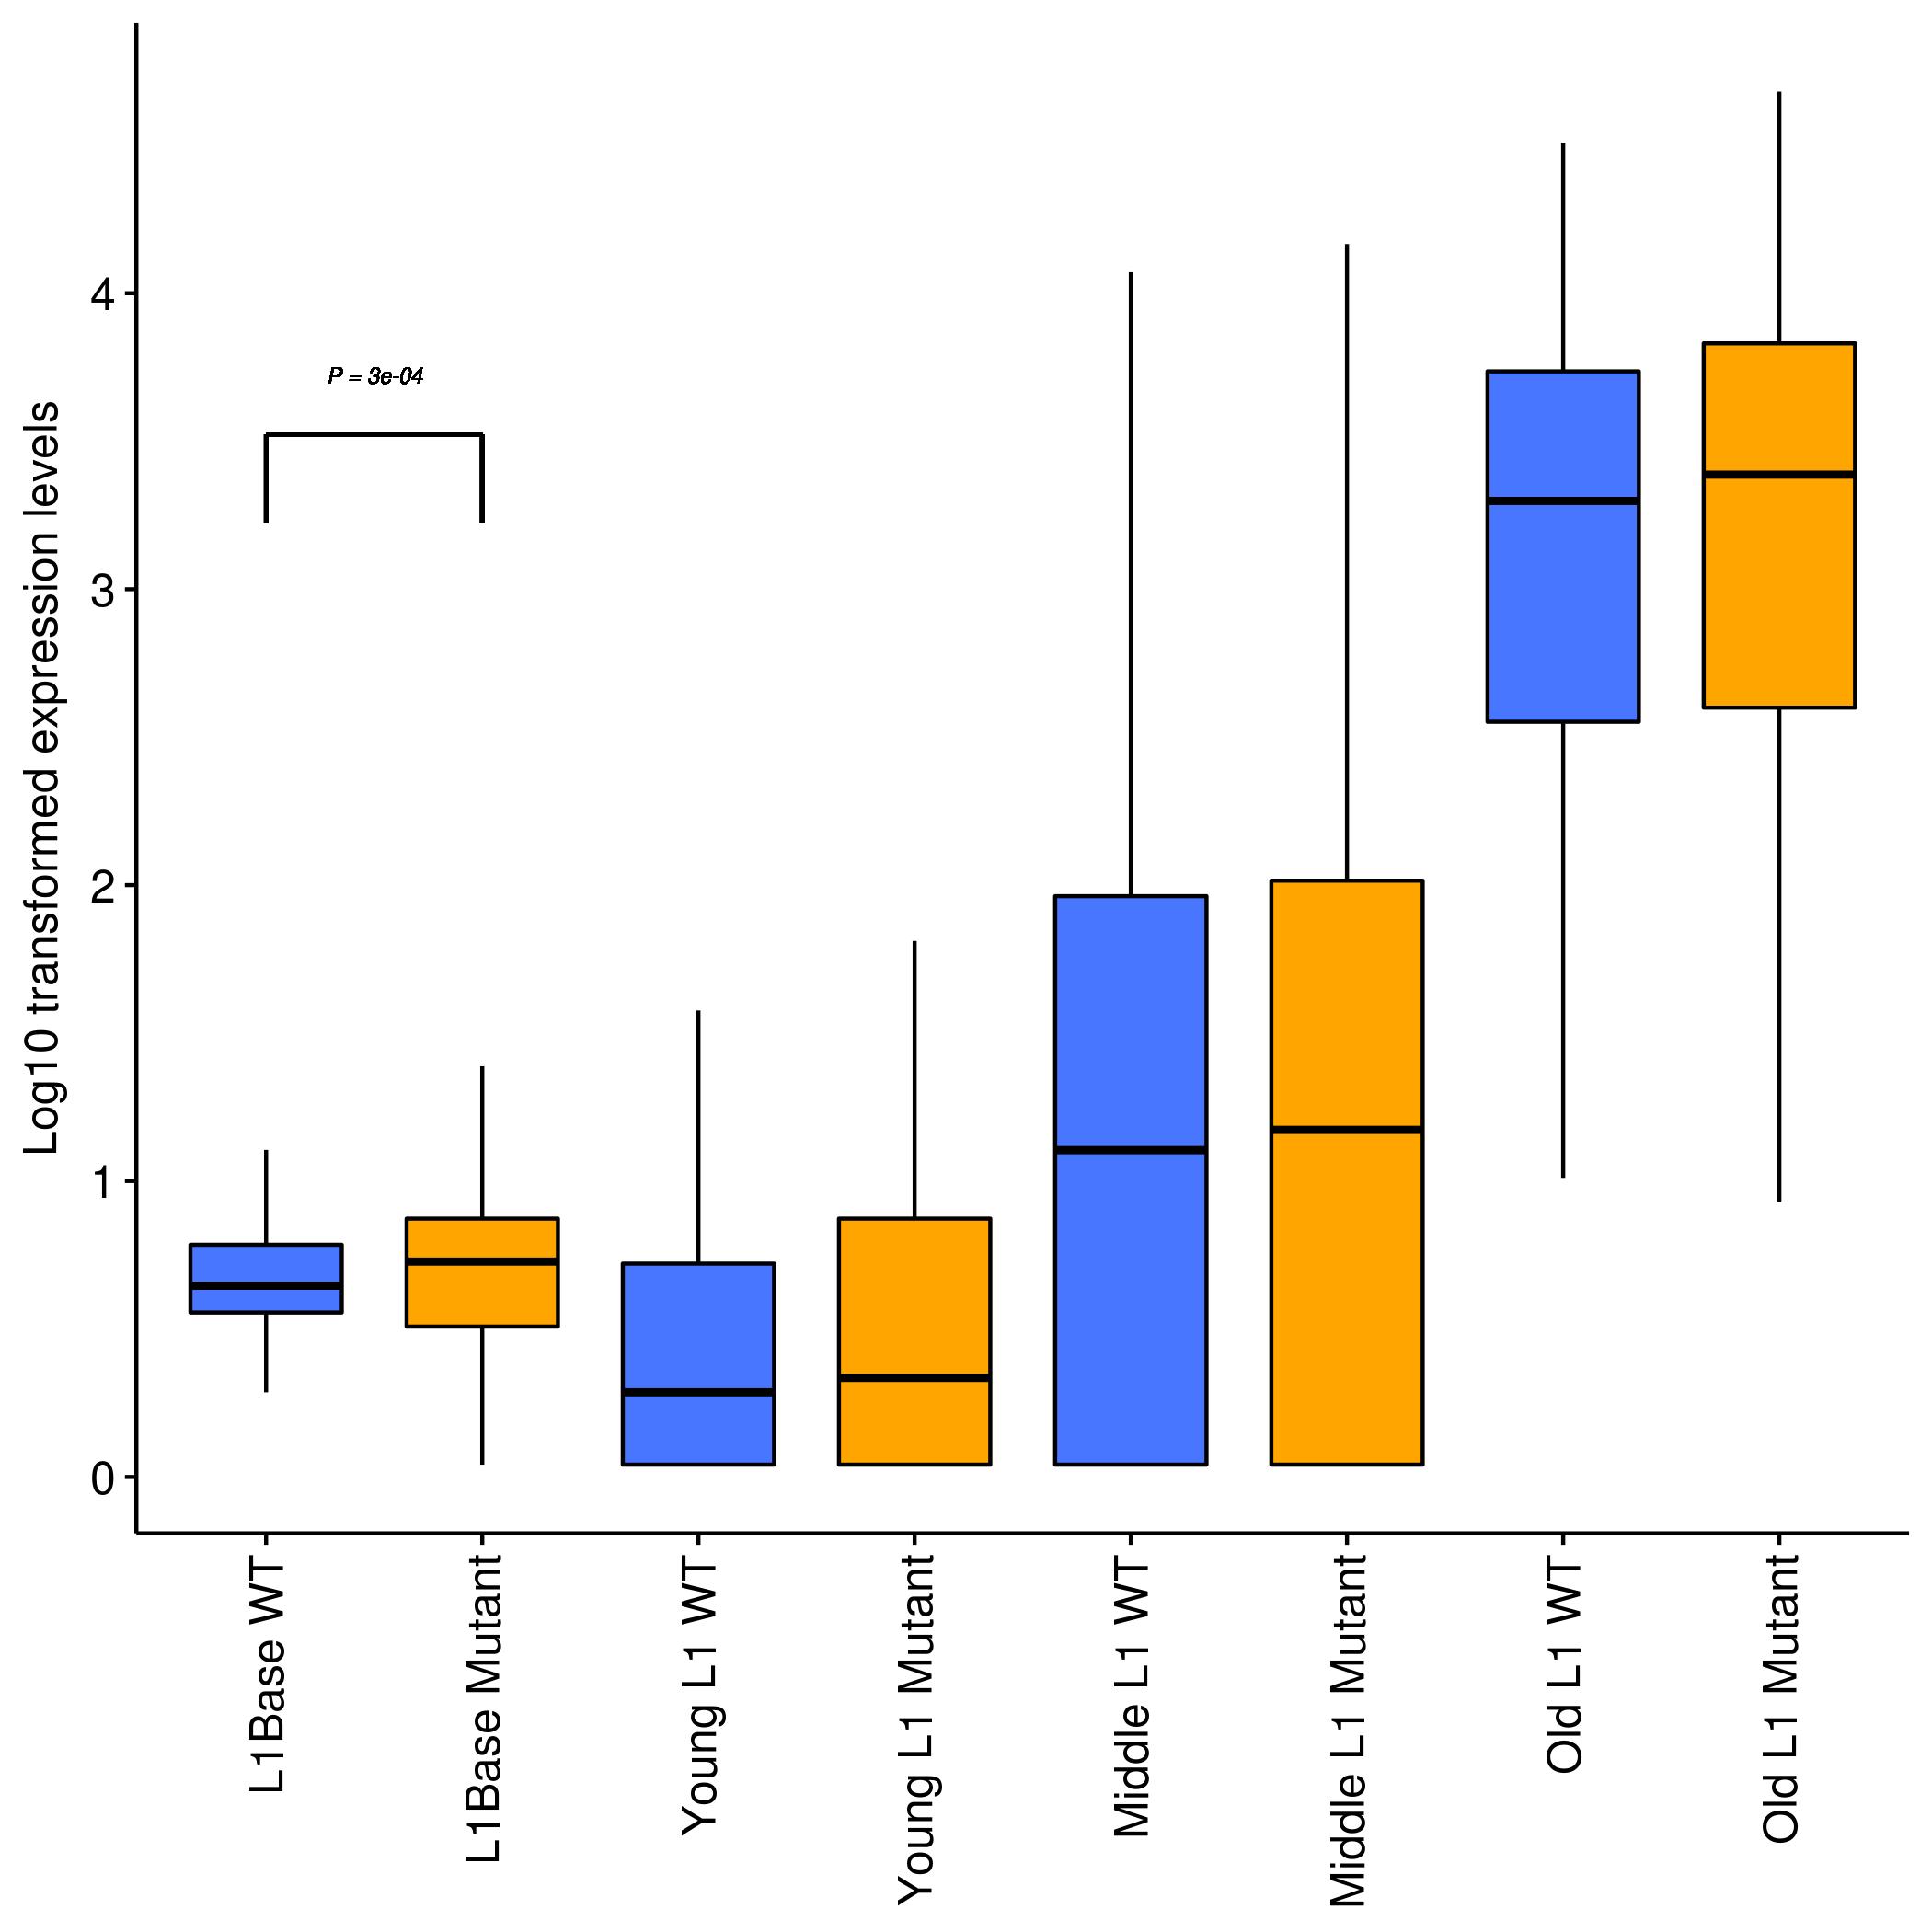 Log10 transformed expression levels
4
3
2
1
0
P = 3e-04
L1Base WT
L1Base Mutant
Young L1 WT
Young L1 Mutant
Middle L1 WT
Middle L1 Mutant
Old L1 WT
Old L1 Mutant